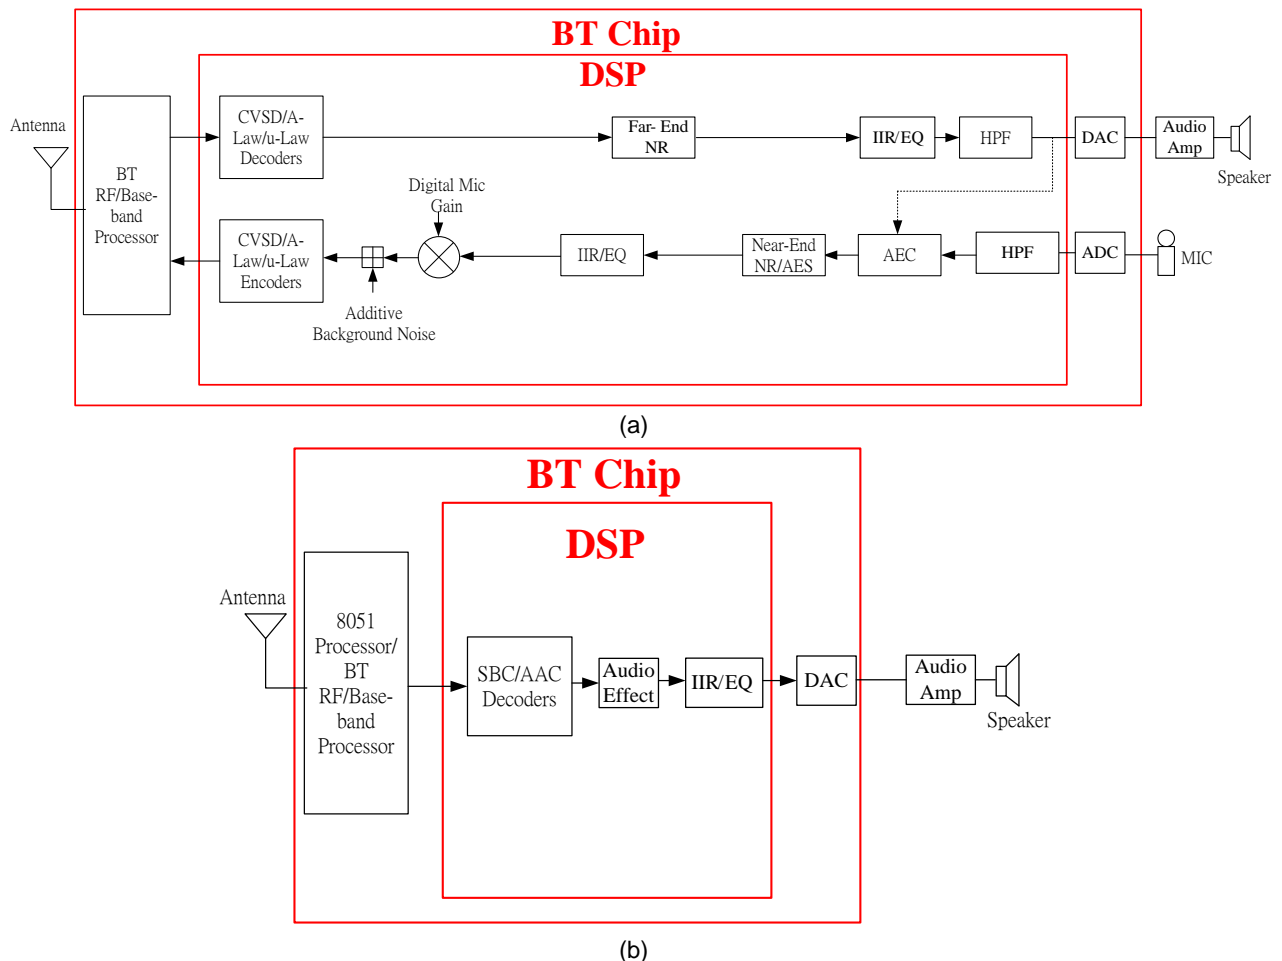 BT Chip
DSP
Antenna
BT
RF/Base-
band
Processor
CVSD/A-
Law/u-Law
Decoders
Far- End
NR
IIR/EQ
HPF
DAC
Audio
Amp
Speaker
Digital Mic
Gain
CVSD/A-
Law/u-Law
Encoders
Additive
Background Noise
IIR/EQ
Near-End
NR/AES
AEC
HPF
ADC
MIC
(a)
BT Chip
DSP
Antenna
8051
Processor/
BT
RF/Base-
band
Processor
SBC/AAC
Decoders
Audio
Effect
IIR/EQ
DAC
Audio
Amp
Speaker
(b)